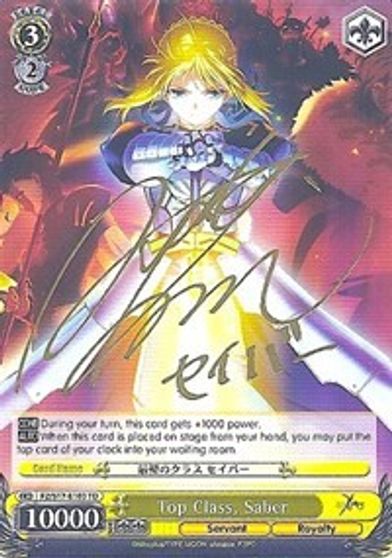 3
2
セイバー
CONT During your turn, this card gets +1000 power.
AUTO When this card is placed on stage from your hand, you may put the
top card of your clock into your waiting room
Card Name
最優のクラス セイバー
Top Class, Saber
10000
Servant
Royalty